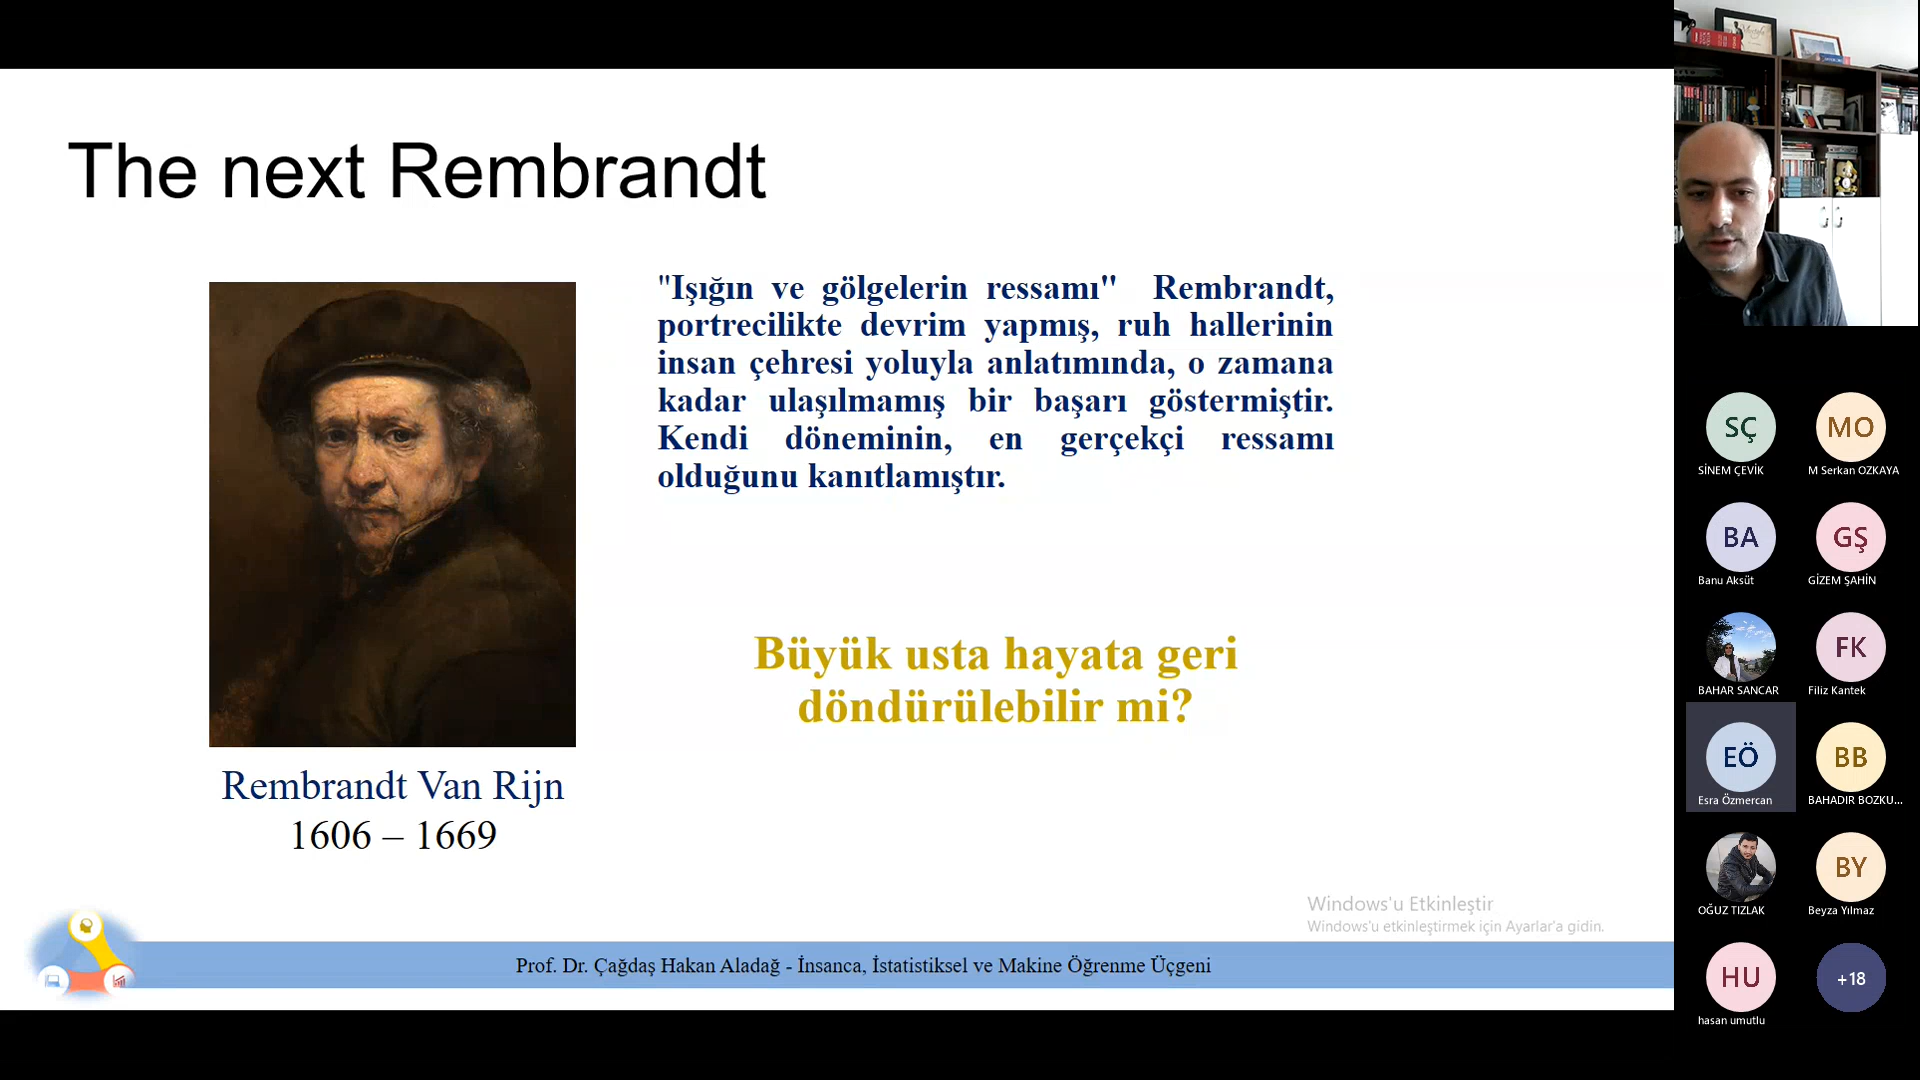 The next Rembrandt
"Işığın ve gölgelerin ressamı" Rembrandt,
portrecilikte devrim yapmış, ruh hallerinin
insan çehresi yoluyla anlatımında, o zamana
kadar ulaşılmamış bir başarı göstermiştir.
Kendi döneminin, en gerçekçi ressamı
olduğunu kanıtlamıştır.
Büyük usta hayata geri
döndürülebilir mi?
Rembrandt Van Rijn
1606 – 1669
Windows'u Etkinleştir
Windows'u etkinleştirmek için Ayarlar'a gidin.
Prof. Dr. Çağdaş Hakan Aladağ - İnsanca, İstatistiksel ve Makine Öğrenme Üçgeni
SÇ
SİNEM ÇEVİK
MO
M Serkan OZKAYA
BA
Banu Aksüt
GŞ
GİZEM ŞAHİN
BAHAR SANCAR
FK
Filiz Kantek
EÖ
Esra Özmercan
BB
BAHADIR BOZKU...
OĞUZ TIZLAK
BY
Beyza Yılmaz
HU
hasan umutlu
+18